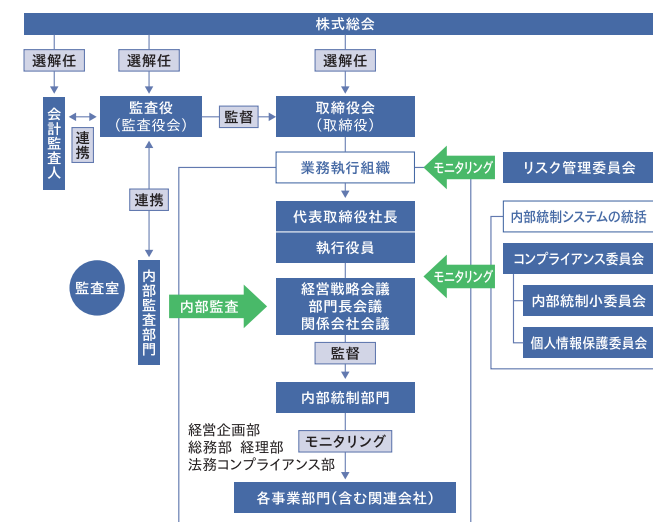 株式総会
選解任
選解任
選解任
会計監査人
連携
監査役
(監査役会)
監督
取締役会
(取締役)
業務執行組織
モニタリング
リスク管理委員会
連携
代表取締役社長
執行役員
内部統制システムの統括
コンプライアンス委員会
モニタリング
内部統制小委員会
個人情報保護委員会
監査室
内部監査部門
内部監査
経営戦略会議
部門長会議
関係会社会議
監督
内部統制部門
経営企画部
総務部 経理部
法務コンプライアンス部
モニタリング
各事業部門(含む関連会社)